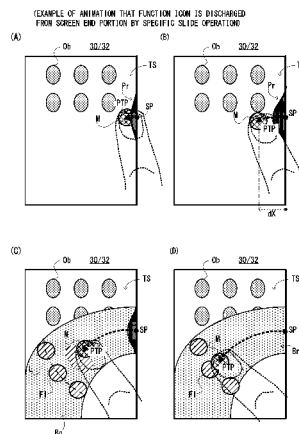 (EXAMPLE OF ANIMATION THAT FUNCTION ICON IS DISCHARGED
FROM SCREEN END PORTION BY SPECIFIC SLIDE OPERATION)
(A)
Ob 30/32
TS
Pr
PTP
SP
M
(B)
Ob 30/32
TS
Pr
SP
M
PTP
dX
(C)
Ob 30/32
TS
M
SP
L
PTP
FI
Bg
(D)
Ob 30/32
TS
SP
M
PTP
FI